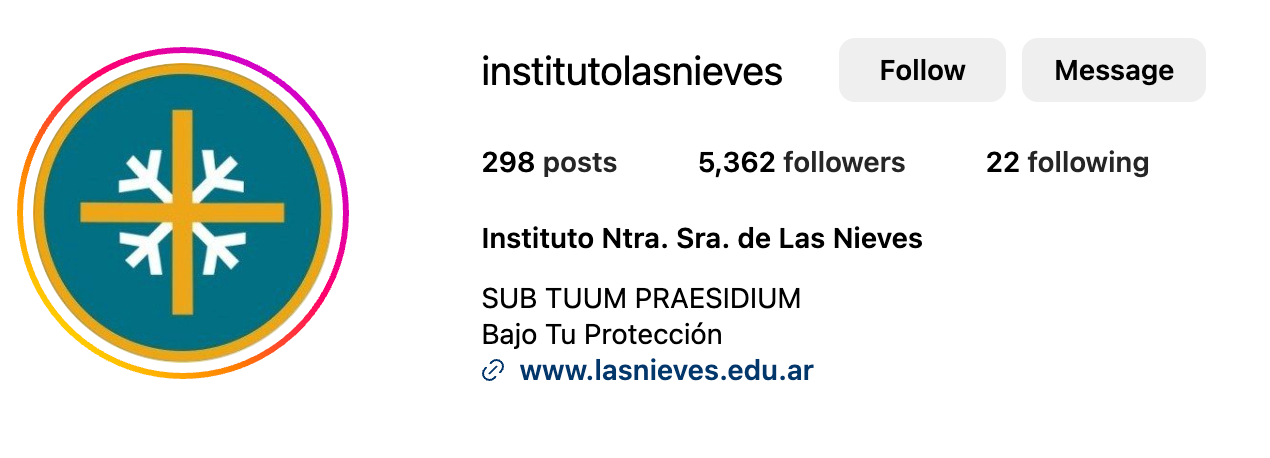 institutolasnieves Follow Message
298 posts 5,362 followers 22 following
Instituto Ntra. Sra. de Las Nieves
SUB TUUM PRAESIDIUM
Bajo Tu Protección
www.lasnieves.edu.ar